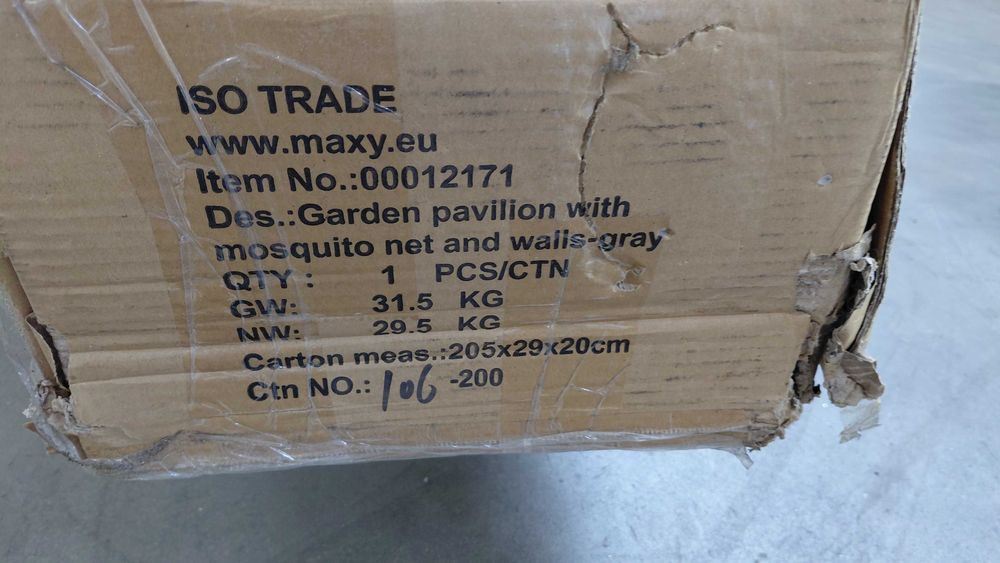 ISO TRADE
www.maxy.eu
Item No.:00012171
Des.:Garden pavilion with
mosquito net and walls-gray
QTY : 1 PCS/CTN
GW: 31.5 KG
NW: 29.5 KG
Carton meas.:205x29x20cm
Ctn NO.: 106 -200